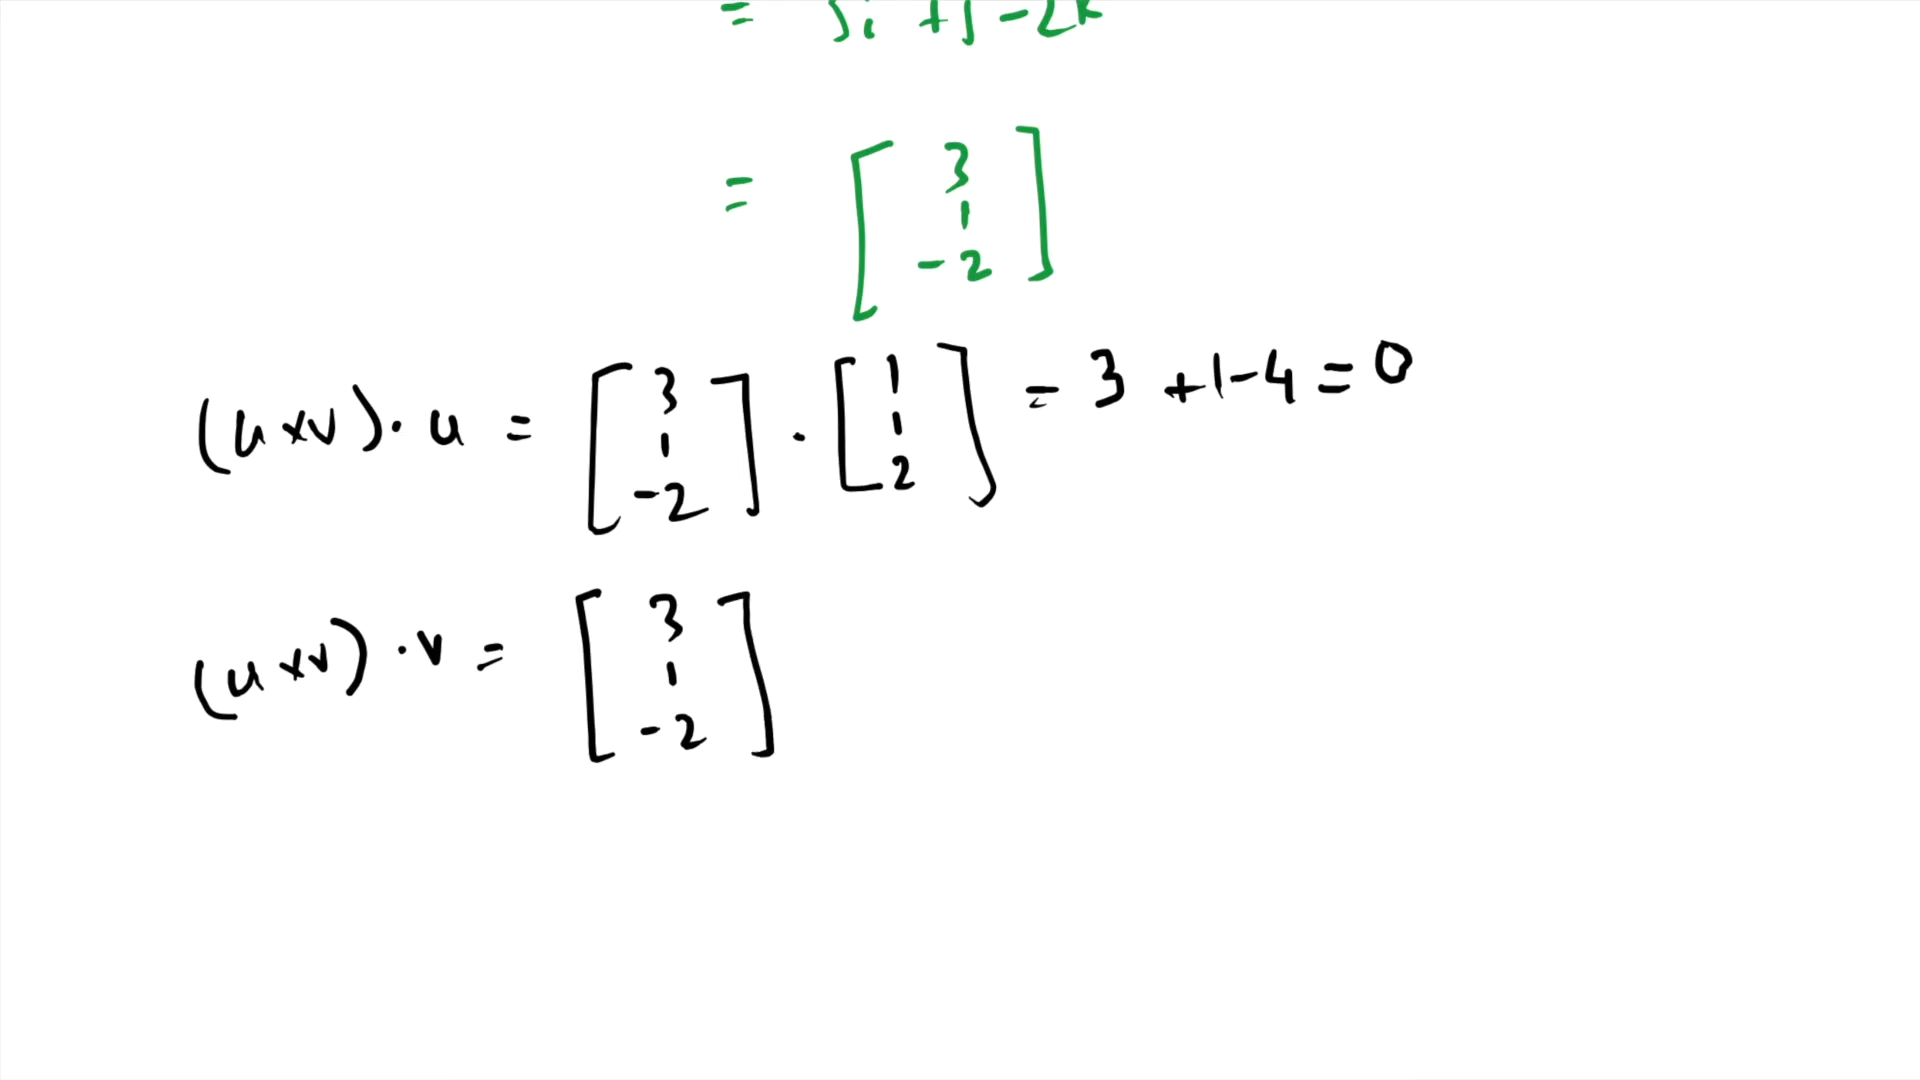 = 3i + j - 2k
= [ 3 1 -2 ]
(u×v)·u = [ 3 1 -2 ] · [ 1 1 2 ] = 3 + 1 - 4 = 0
(u×v)·v = [ 3 1 -2 ]